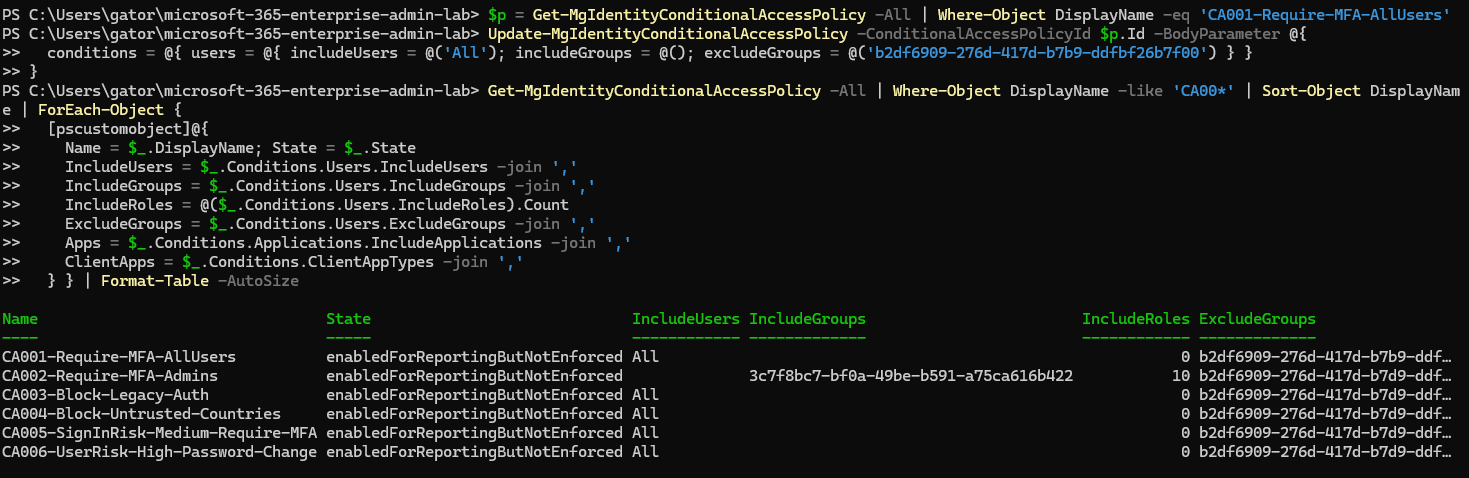 PS C:\Users\gator\microsoft-365-enterprise-admin-lab> $p = Get-MgIdentityConditionalAccessPolicy -All | Where-Object DisplayName -eq 'CA001-Require-MFA-AllUsers'
PS C:\Users\gator\microsoft-365-enterprise-admin-lab> Update-MgIdentityConditionalAccessPolicy -ConditionalAccessPolicyId $p.Id -BodyParameter @{
>>   conditions = @{ users = @{ includeUsers = @('All'); includeGroups = @(); excludeGroups = @('b2df6909-276d-417d-b7b9-ddfbf26b7f00') } }
>> }
PS C:\Users\gator\microsoft-365-enterprise-admin-lab> Get-MgIdentityConditionalAccessPolicy -All | Where-Object DisplayName -like 'CA00*' | Sort-Object DisplayNam
e | ForEach-Object {
>>   [pscustomobject]@{
>>     Name = $_.DisplayName; State = $_.State
>>     IncludeUsers = $_.Conditions.Users.IncludeUsers -join ','
>>     IncludeGroups = $_.Conditions.Users.IncludeGroups -join ','
>>     IncludeRoles = @($_.Conditions.Users.IncludeRoles).Count
>>     ExcludeGroups = $_.Conditions.Users.ExcludeGroups -join ','
>>     Apps = $_.Conditions.Applications.IncludeApplications -join ','
>>     ClientApps = $_.Conditions.ClientAppTypes -join ','
>>   } } | Format-Table -AutoSize
Name State IncludeUsers IncludeGroups IncludeRoles ExcludeGroups
---- ----- ------------ ------------- ------------ -------------
CA001-Require-MFA-AllUsers enabledForReportingButNotEnforced All 0 b2df6909-276d-417d-b7b9-ddf…
CA002-Require-MFA-Admins enabledForReportingButNotEnforced 3c7f8bc7-bf0a-49be-b591-a75ca616b422 10 b2df6909-276d-417d-b7d9-ddf…
CA003-Block-Legacy-Auth enabledForReportingButNotEnforced All 0 b2df6909-276d-417d-b7d9-ddf…
CA004-Block-Untrusted-Countries enabledForReportingButNotEnforced All 0 b2df6909-276d-417d-b7d9-ddf…
CA005-SignInRisk-Medium-Require-MFA enabledForReportingButNotEnforced All 0 b2df6909-276d-417d-b7d9-ddf…
CA006-UserRisk-High-Password-Change enabledForReportingButNotEnforced All 0 b2df6909-276d-417d-b7d9-ddf…